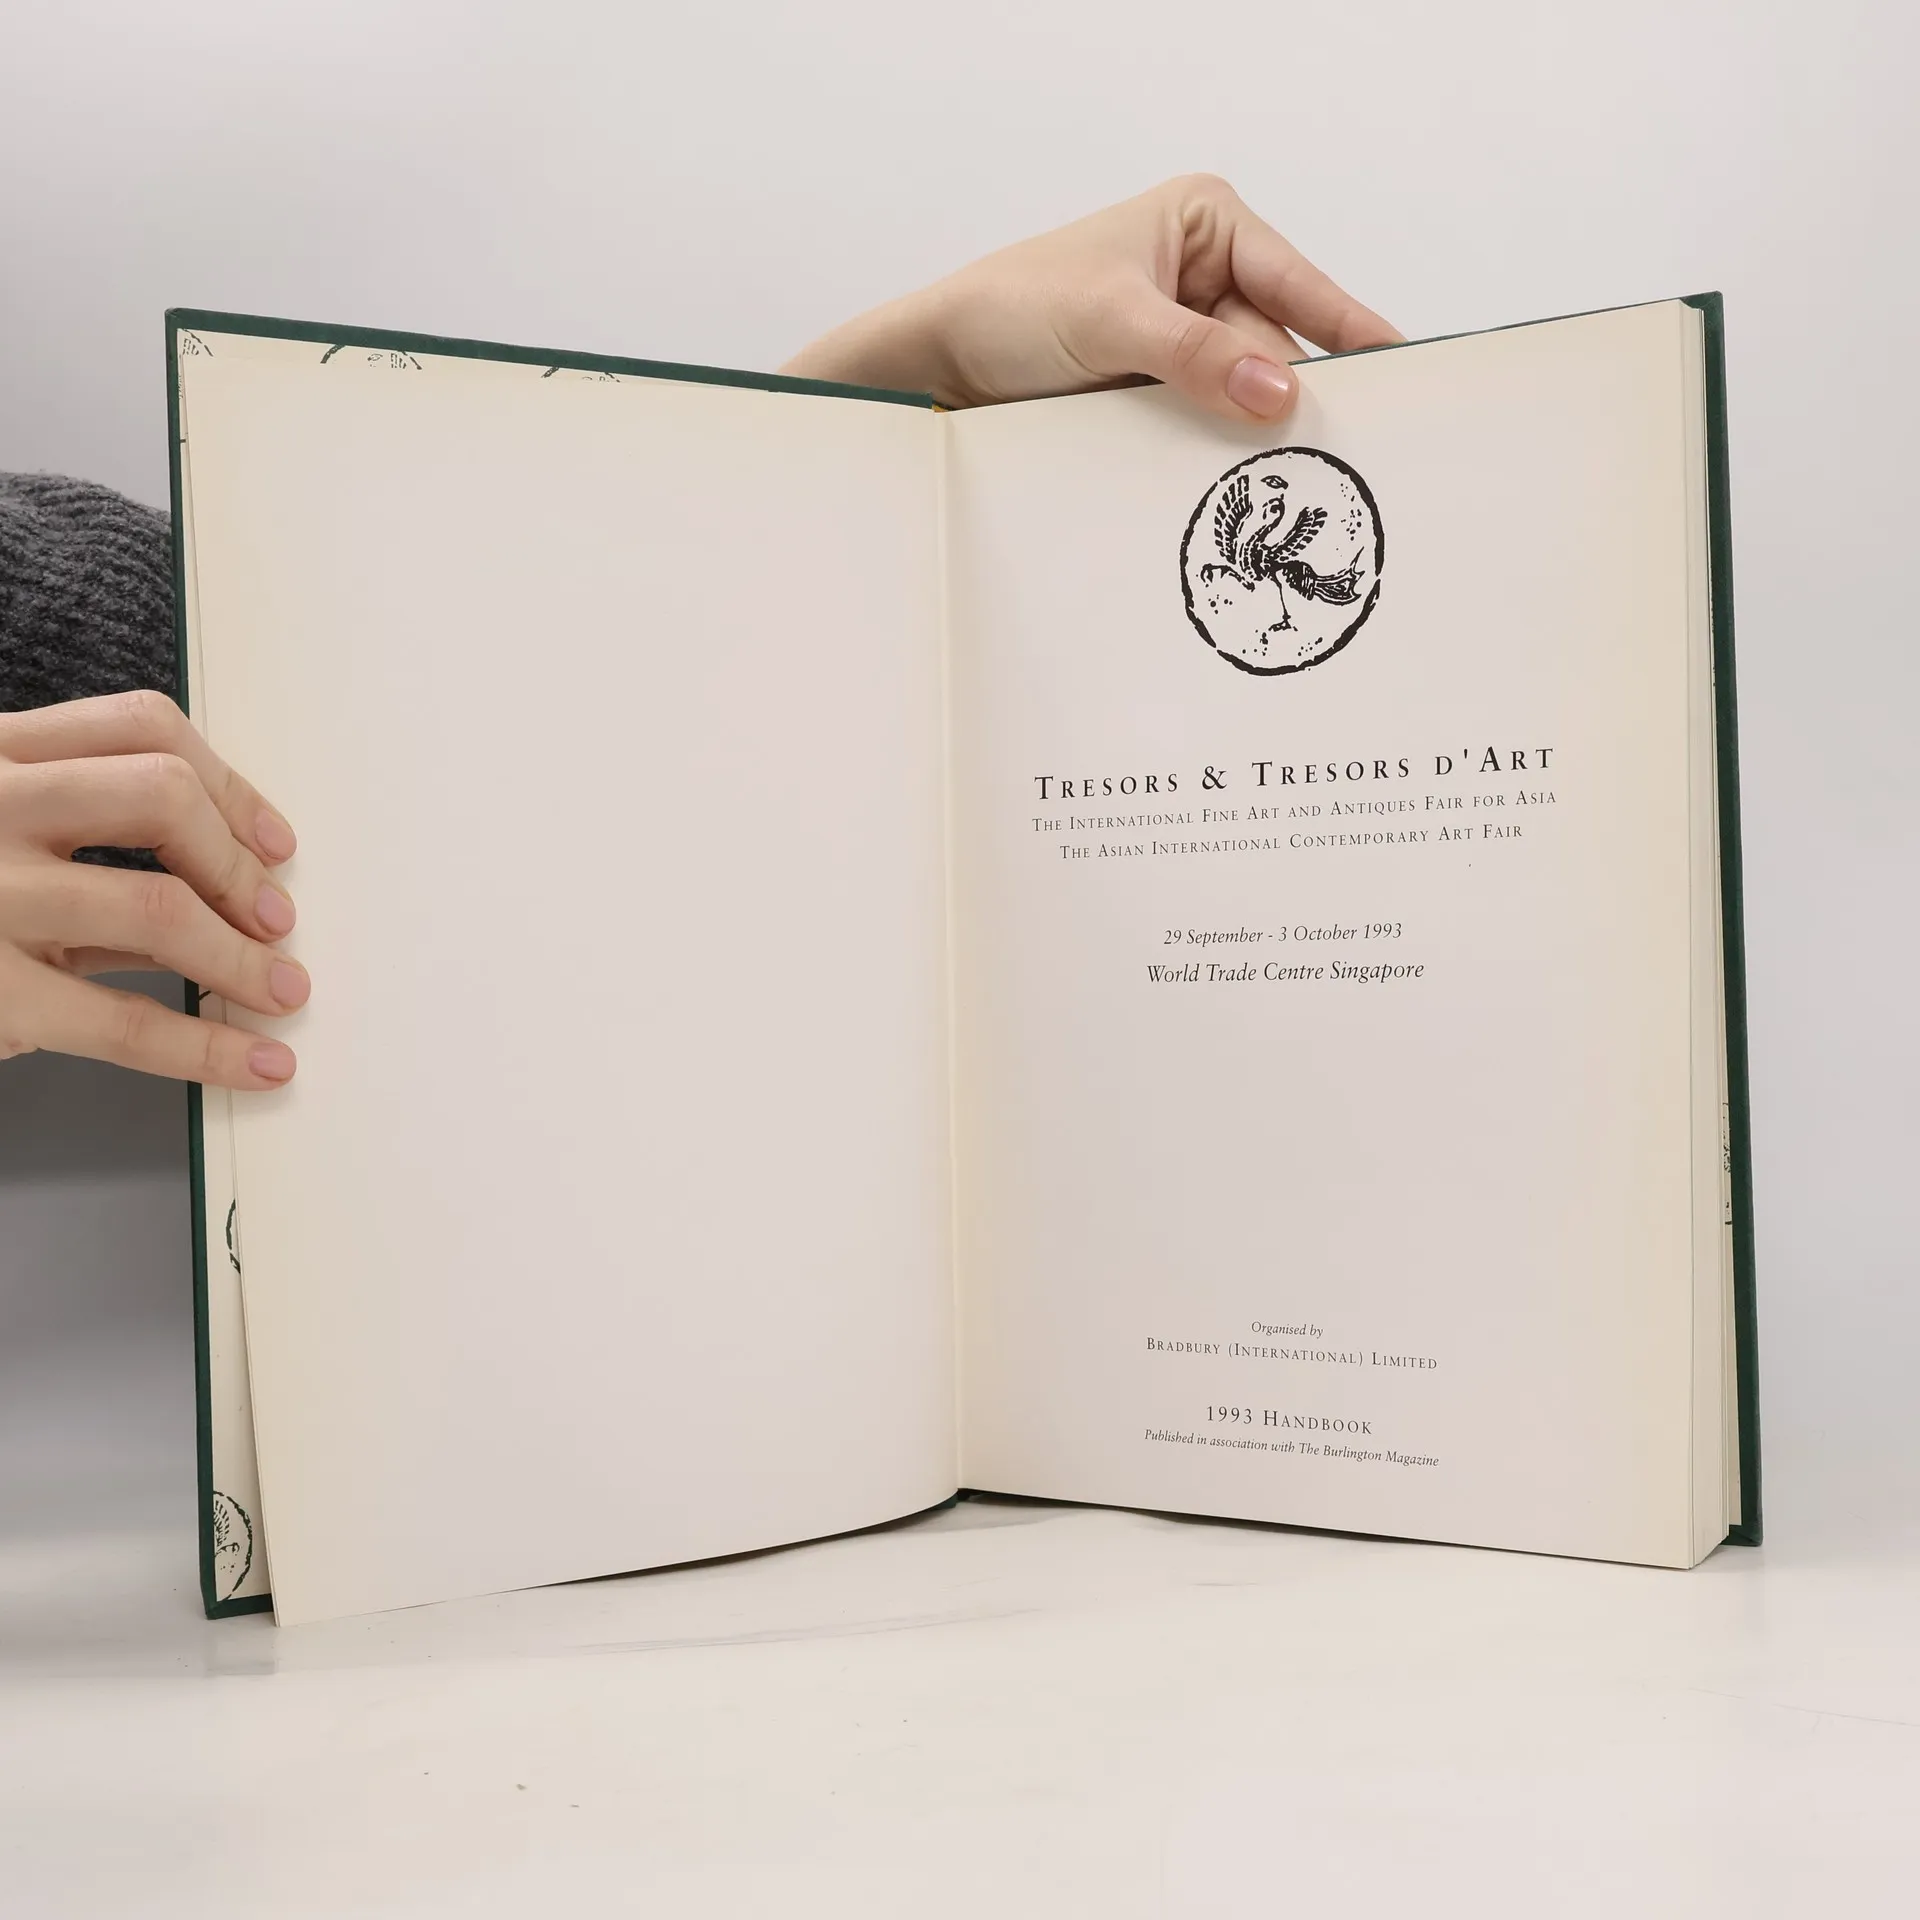 Tresors & Tresors d'Art
The International Fine Art and Antiques Fair for Asia
The Asian International Contemporary Art Fair
29 September - 3 October 1993
World Trade Centre Singapore
Organised by
Bradbury (International) Limited
1993 Handbook
Published in association with The Burlington Magazine